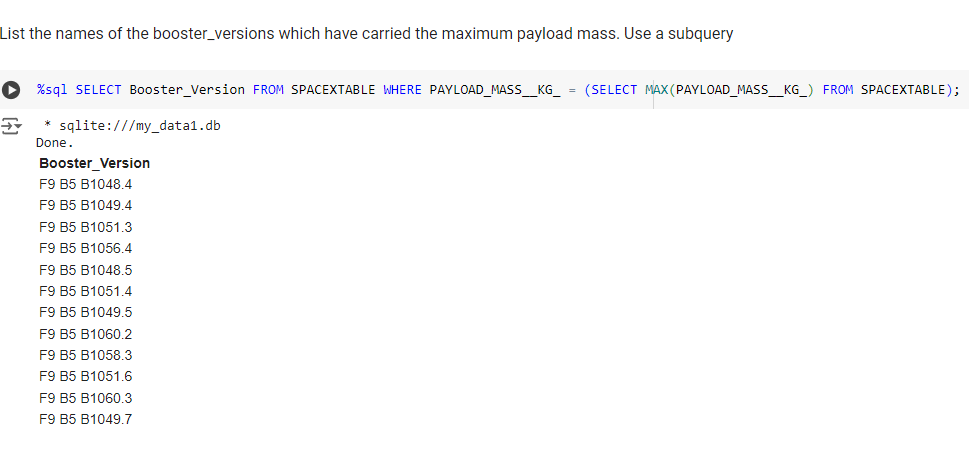 List the names of the booster_versions which have carried the maximum payload mass. Use a subquery
%sql SELECT Booster_Version FROM SPACEXTABLE WHERE PAYLOAD_MASS__KG_ = (SELECT MAX(PAYLOAD_MASS__KG_) FROM SPACEXTABLE);
* sqlite:///my_data1.db
Done.
Booster_Version
F9 B5 B1048.4
F9 B5 B1049.4
F9 B5 B1051.3
F9 B5 B1056.4
F9 B5 B1048.5
F9 B5 B1051.4
F9 B5 B1049.5
F9 B5 B1060.2
F9 B5 B1058.3
F9 B5 B1051.6
F9 B5 B1060.3
F9 B5 B1049.7